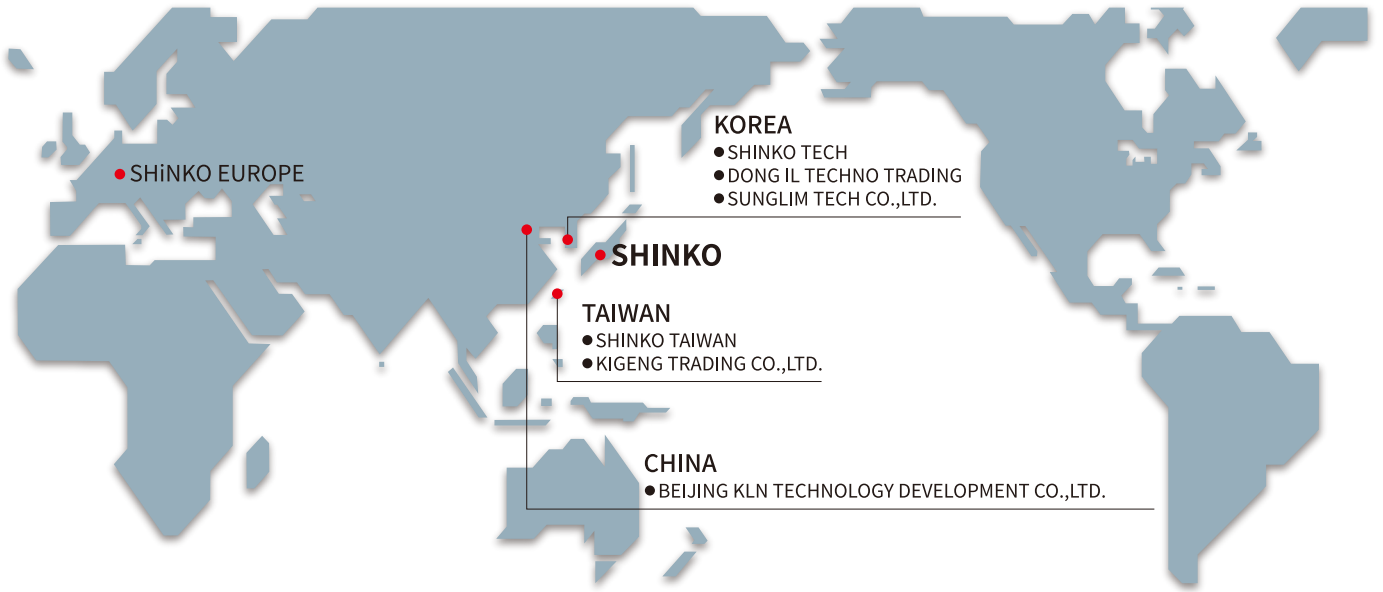 KOREA
●SHINKO TECH
●DONG IL TECHNO TRADING
●SUNGLIM TECH CO.,LTD.
SHiNKO EUROPE
SHINKO
TAIWAN
●SHINKO TAIWAN
●KIGENG TRADING CO.,LTD.
CHINA
●BEIJING KLN TECHNOLOGY DEVELOPMENT CO.,LTD.